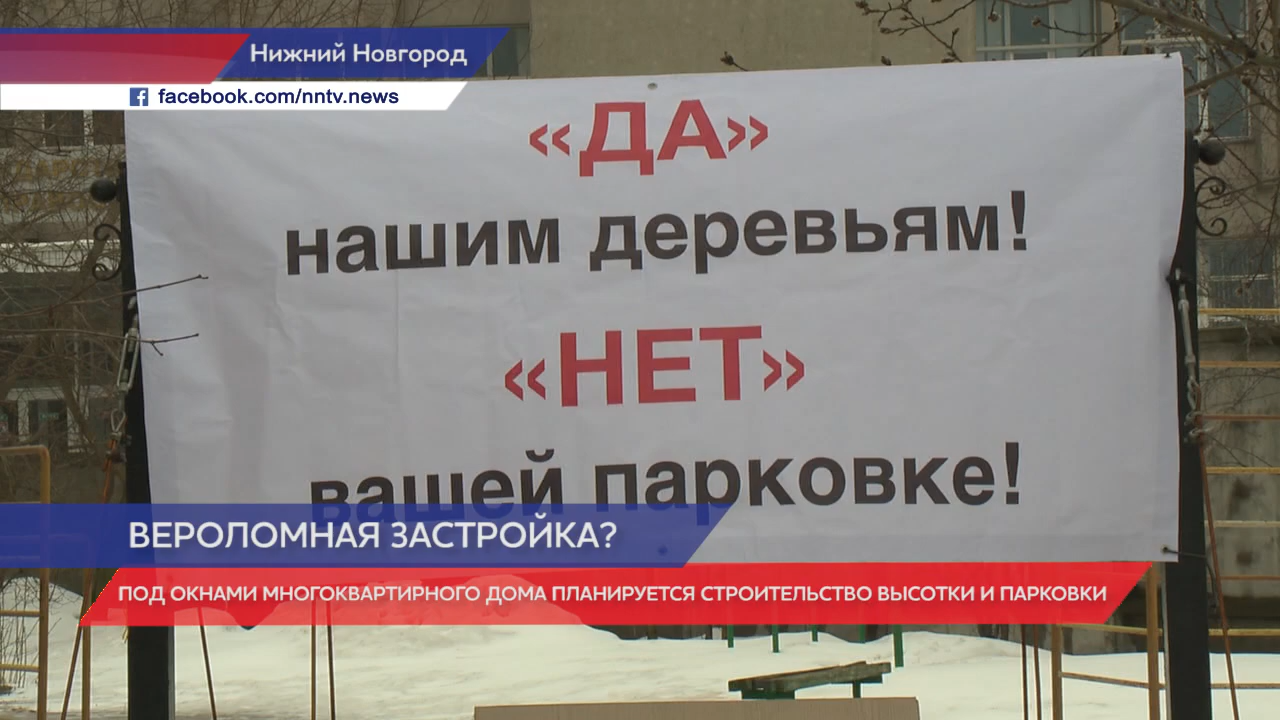 Нижний Новгород
facebook.com/nntv.news
«ДА»
нашим деревьям!
«НЕТ»
вашей парковке!
ВЕРОЛОМНАЯ ЗАСТРОЙКА?
ПОД ОКНАМИ МНОГОКВАРТИРНОГО ДОМА ПЛАНИРУЕТСЯ СТРОИТЕЛЬСТВО ВЫСОТКИ И ПАРКОВКИ